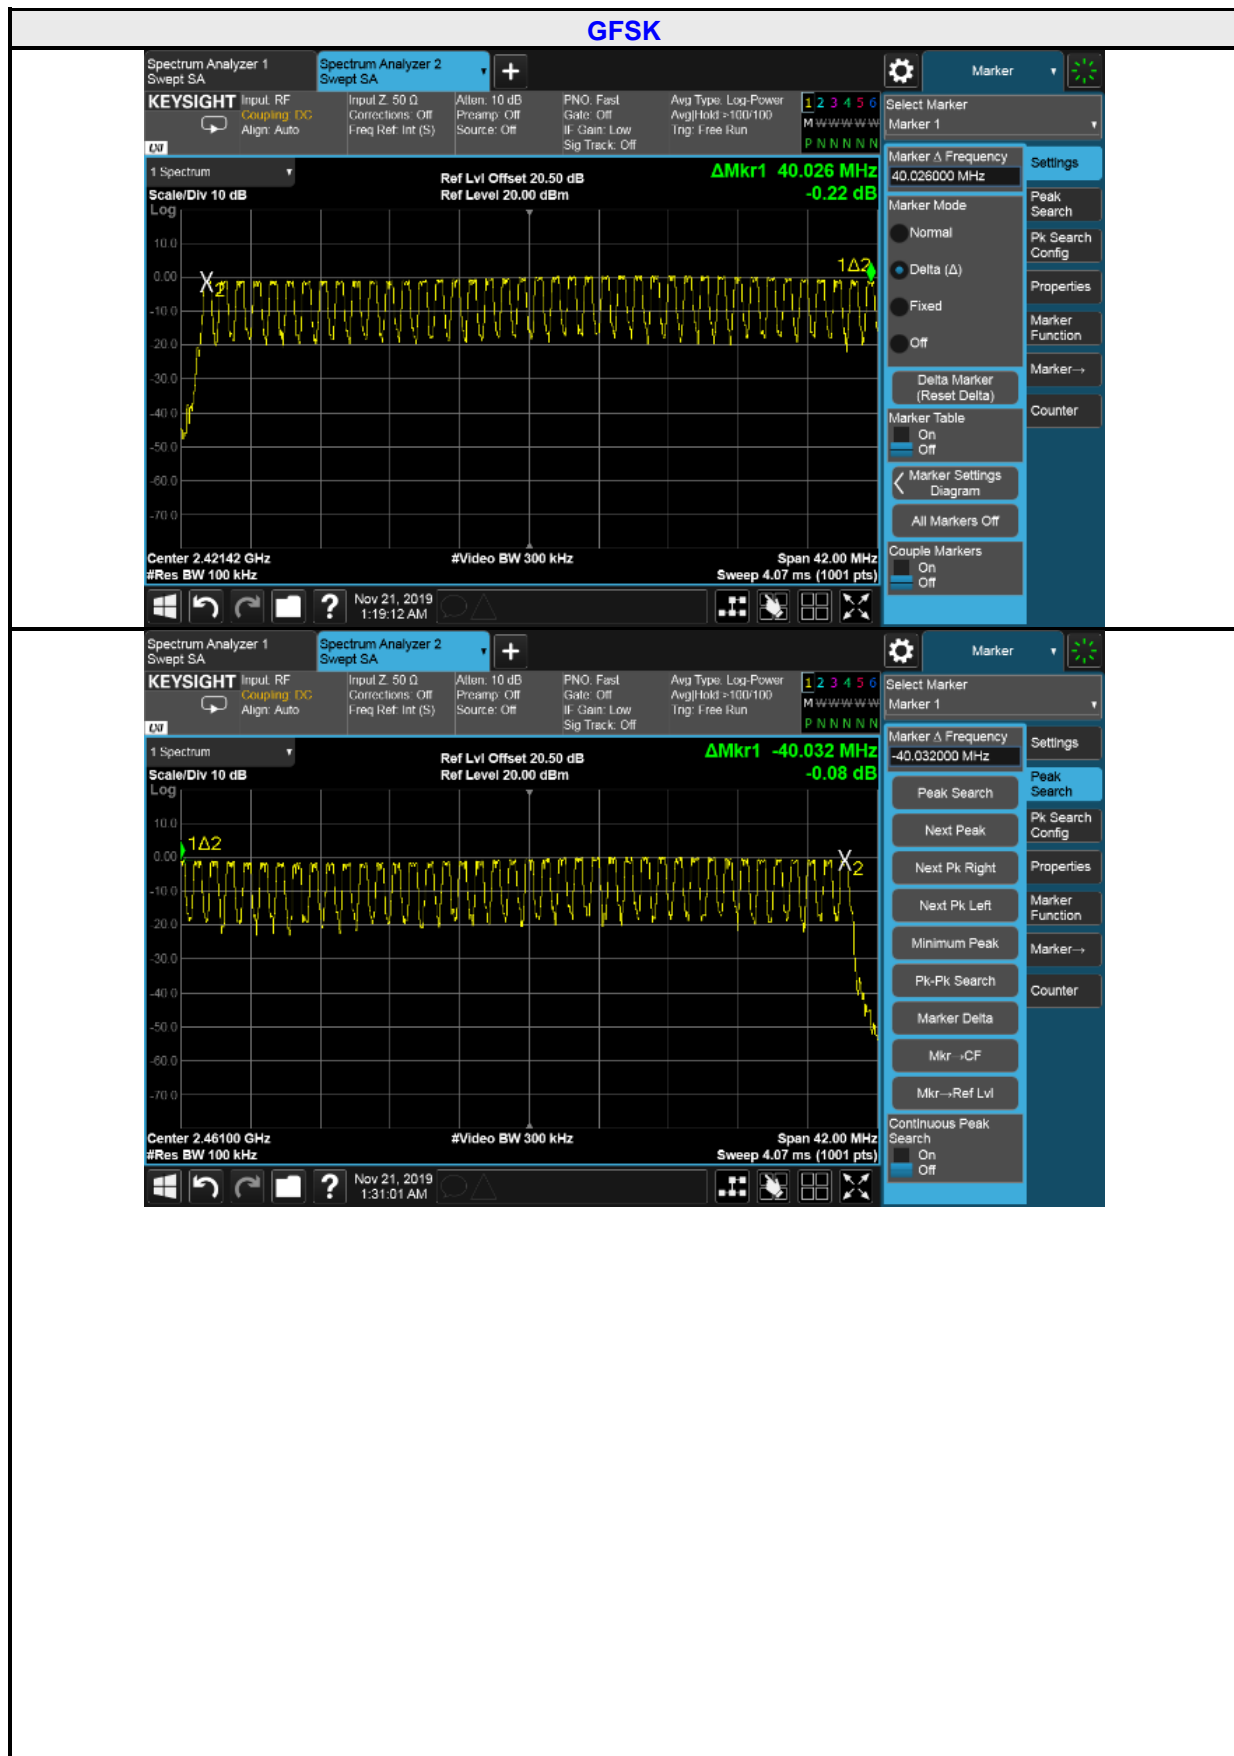 GFSK
Spectrum Analyzer 1
Swept SA
Spectrum Analyzer 2
Swept SA
Marker
KEYSIGHT
Input: RF
Coupling: DC
Align: Auto
Input Z: 50 Ω
Corrections: Off
Freq Ref: Int (S)
Atten: 10 dB
Preamp: Off
Source: Off
PNO: Fast
Gate: Off
IF Gain: Low
Sig Track: Off
Avg Type: Log-Power
Avg|Hold >100/100
Trig: Free Run
1 2 3 4 5 6
M W W W W W
P N N N N N
Select Marker
Marker 1
LXI
1 Spectrum
Scale/Div 10 dB
Log
Ref Lvl Offset 20.50 dB
Ref Level 20.00 dBm
ΔMkr1 40.026 MHz
-0.22 dB
10.0
0.00
-10.0
-20.0
-30.0
-40.0
-50.0
-60.0
-70.0
X2
1Δ2
Center 2.42142 GHz
#Res BW 100 kHz
#Video BW 300 kHz
Span 42.00 MHz
Sweep 4.07 ms (1001 pts)
Nov 21, 2019
1:19:12 AM
Marker Δ Frequency
40.026000 MHz
Marker Mode
Normal
Delta (Δ)
Fixed
Off
Delta Marker
(Reset Delta)
Marker Table
On
Off
Marker Settings
Diagram
All Markers Off
Couple Markers
On
Off
Settings
Peak
Search
Pk Search
Config
Properties
Marker
Function
Marker→
Counter
Spectrum Analyzer 1
Swept SA
Spectrum Analyzer 2
Swept SA
Marker
KEYSIGHT
Input: RF
Coupling: DC
Align: Auto
Input Z: 50 Ω
Corrections: Off
Freq Ref: Int (S)
Atten: 10 dB
Preamp: Off
Source: Off
PNO: Fast
Gate: Off
IF Gain: Low
Sig Track: Off
Avg Type: Log-Power
Avg|Hold >100/100
Trig: Free Run
1 2 3 4 5 6
M W W W W W
P N N N N N
Select Marker
Marker 1
LXI
1 Spectrum
Scale/Div 10 dB
Log
Ref Lvl Offset 20.50 dB
Ref Level 20.00 dBm
ΔMkr1 -40.032 MHz
-0.08 dB
10.0
0.00
-10.0
-20.0
-30.0
-40.0
-50.0
-60.0
-70.0
1Δ2
X2
Center 2.46100 GHz
#Res BW 100 kHz
#Video BW 300 kHz
Span 42.00 MHz
Sweep 4.07 ms (1001 pts)
Nov 21, 2019
1:31:01 AM
Marker Δ Frequency
-40.032000 MHz
Peak Search
Next Peak
Next Pk Right
Next Pk Left
Minimum Peak
Pk-Pk Search
Marker Delta
Mkr→CF
Mkr→Ref Lvl
Continuous Peak
Search
On
Off
Settings
Peak
Search
Pk Search
Config
Properties
Marker
Function
Marker→
Counter